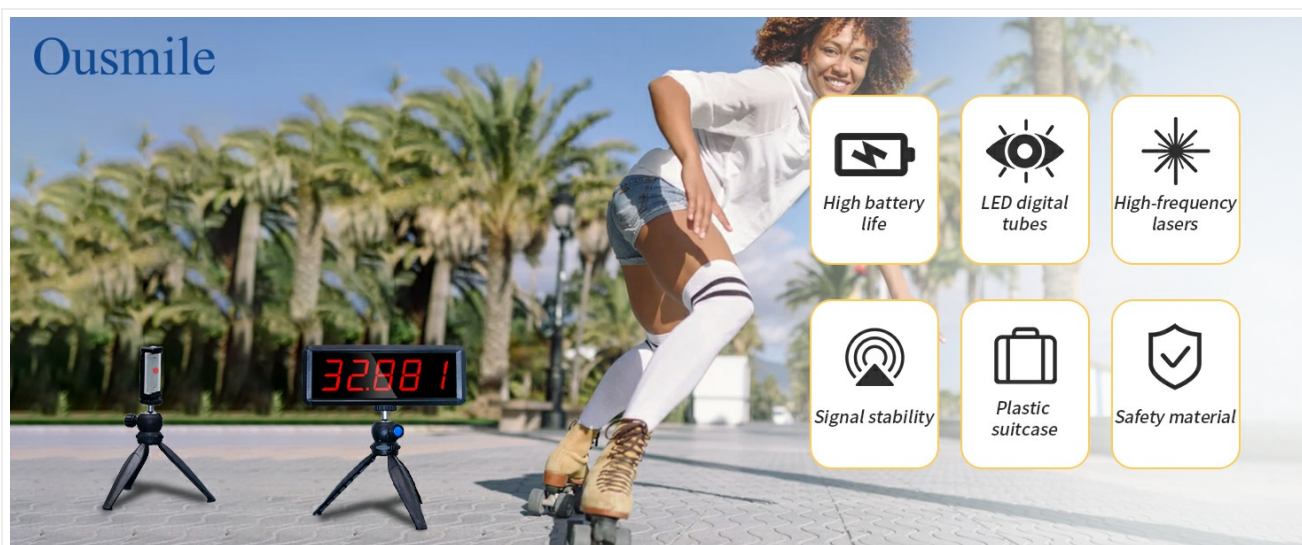 Ousmile
High battery
life
LED digital
tubes
High-frequency
lasers
32.881
Signal stability
Plastic
suitcase
Safety material